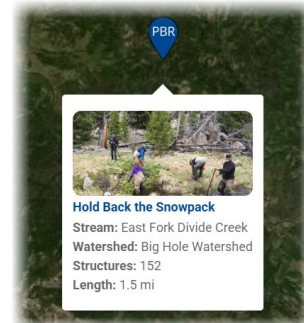 PBR
Hold Back the Snowpack
Stream: East Fork Divide Creek
Watershed: Big Hole Watershed
Structures: 152
Length: 1.5 mi